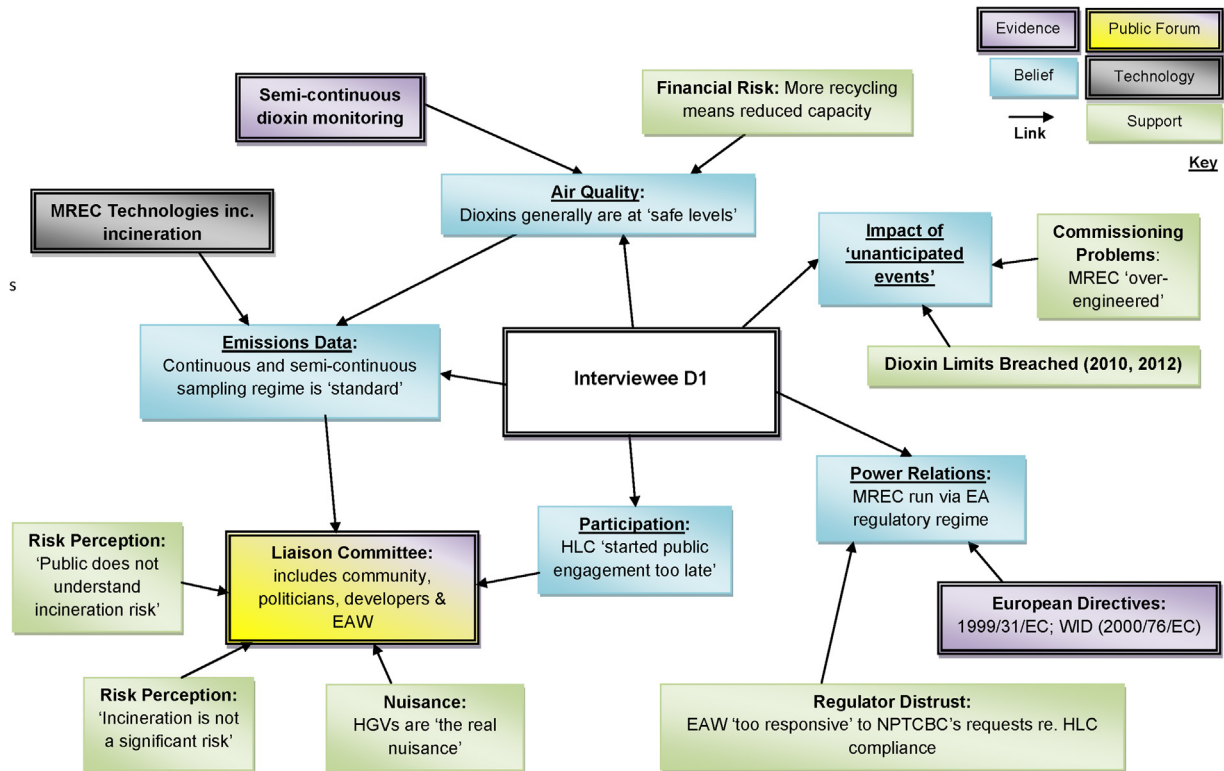 Evidence
Public Forum
Belief
Technology
Link
Support
Key
Semi-continuous
dioxin monitoring
Financial Risk: More recycling
means reduced capacity
Air Quality:
Dioxins generally are at ‘safe levels’
MREC Technologies inc.
incineration
Impact of
‘unanticipated
events’
Commissioning
Problems:
MREC ‘over-
engineered’
s
Emissions Data:
Continuous and semi-continuous
sampling regime is ‘standard’
Interviewee D1
Dioxin Limits Breached (2010, 2012)
Power Relations:
MREC run via EA
regulatory regime
Participation:
HLC ‘started public
engagement too late’
Risk Perception:
‘Public does not
understand
incineration risk’
Liaison Committee:
includes community,
politicians, developers &
EAW
European Directives:
1999/31/EC; WID (2000/76/EC)
Risk Perception:
‘Incineration is not
a significant risk’
Nuisance:
HGVs are ‘the real
nuisance’
Regulator Distrust:
EAW ‘too responsive’ to NPTCBC’s requests re. HLC
compliance